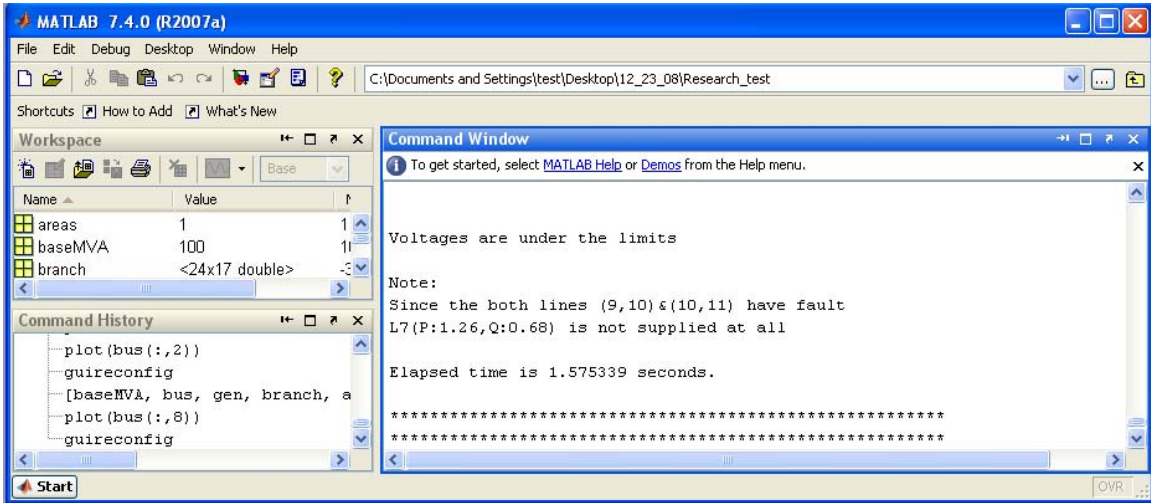 MATLAB 7.4.0 (R2007a)
File Edit Debug Desktop Window Help
C:\Documents and Settings\test\Desktop\12_23_08\Research_test
Shortcuts How to Add What's New
Workspace
Base
Name Value
areas 1 1
baseMVA 100
branch <24x17 double>
Command History
plot(bus(:,2))
guireconfig
[baseMVA, bus, gen, branch, a
plot(bus(:,8))
guireconfig
Command Window
To get started, select MATLAB Help or Demos from the Help menu.
Voltages are under the limits
Note:
Since the both lines (9,10)&(10,11) have fault
L7(P:1.26,Q:0.68) is not supplied at all
Elapsed time is 1.575339 seconds.
*******************************************************
*******************************************************
Start
OVR